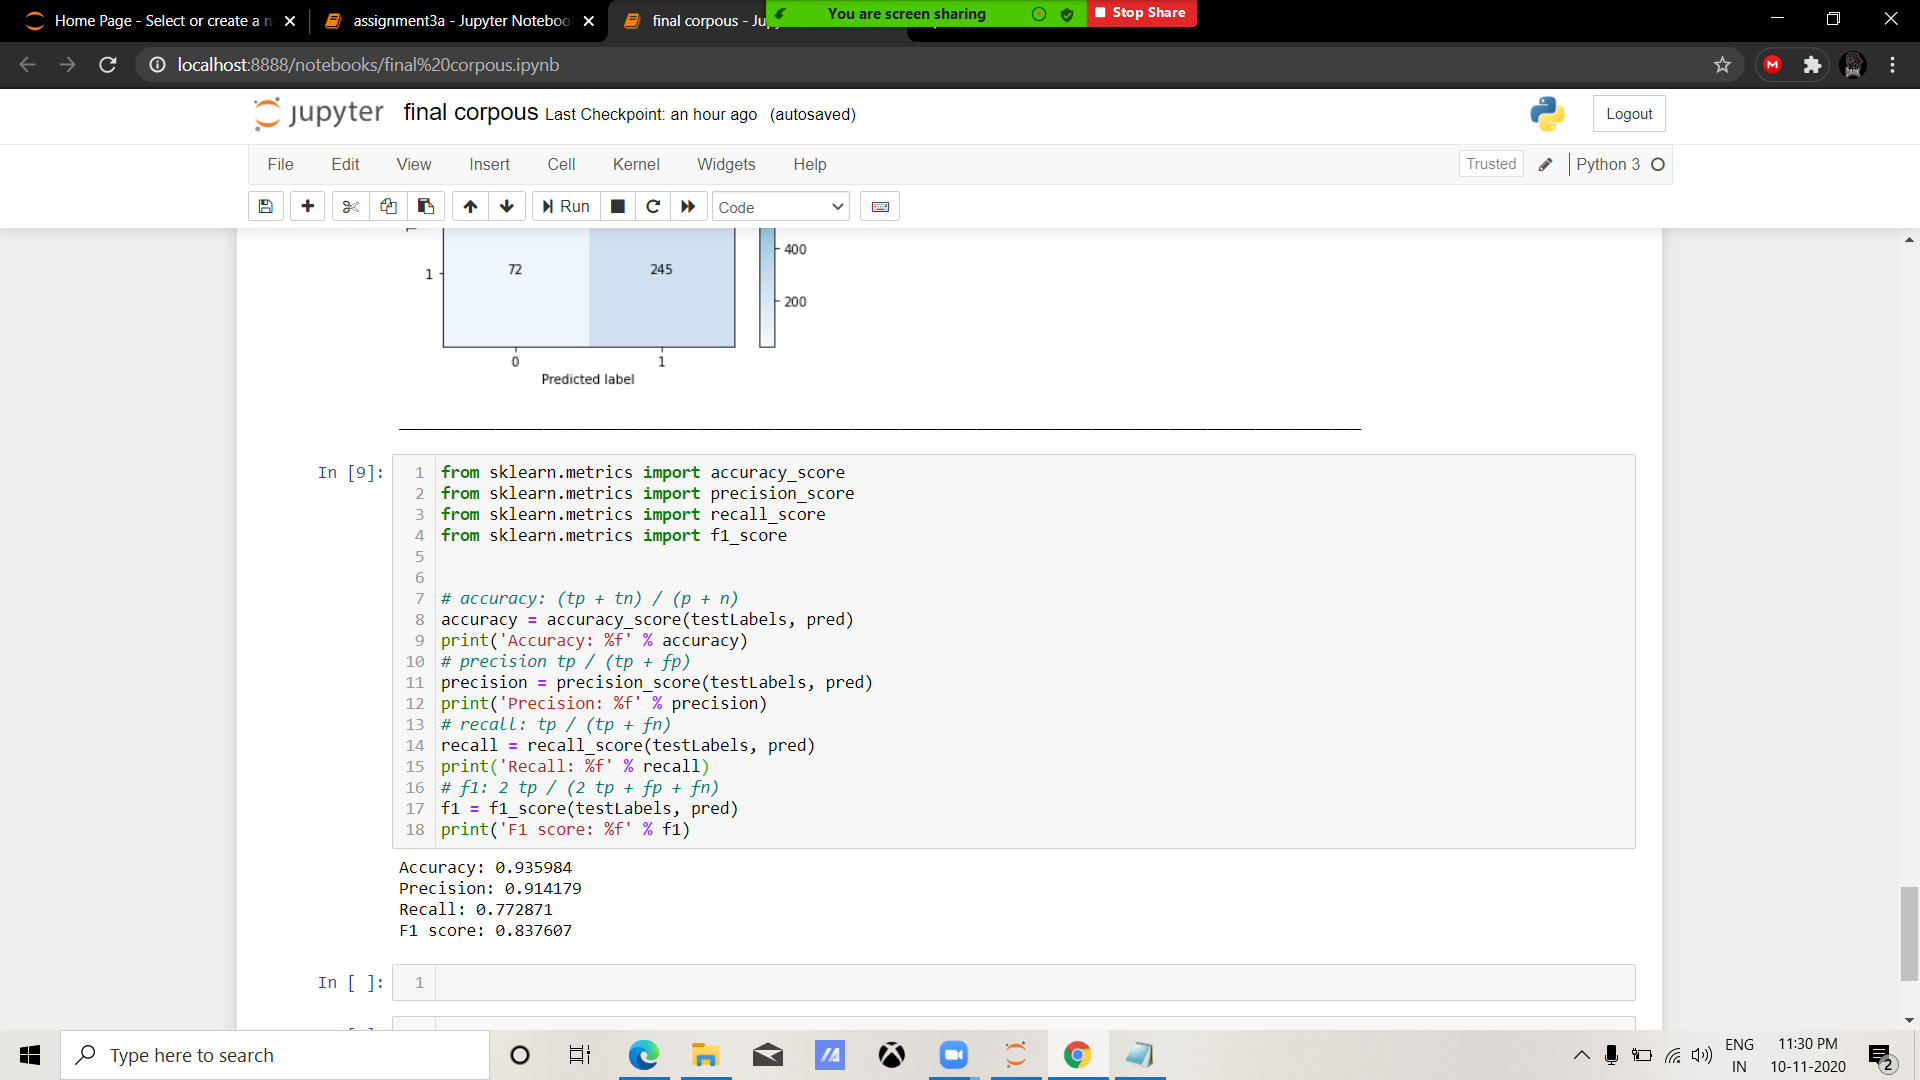 Home Page - Select or create a n
assignment3a - Jupyter Noteboo
final corpous - Jup
You are screen sharing
Stop Share
localhost:8888/notebooks/final%20corpous.ipynb
jupyter final corpous Last Checkpoint: an hour ago (autosaved)
Logout
File Edit View Insert Cell Kernel Widgets Help
Trusted
Python 3
Run
Code
400
1
72
245
200
0
1
Predicted label
In [9]:
1 from sklearn.metrics import accuracy_score
2 from sklearn.metrics import precision_score
3 from sklearn.metrics import recall_score
4 from sklearn.metrics import f1_score
5
6
7 # accuracy: (tp + tn) / (p + n)
8 accuracy = accuracy_score(testLabels, pred)
9 print('Accuracy: %f' % accuracy)
10 # precision tp / (tp + fp)
11 precision = precision_score(testLabels, pred)
12 print('Precision: %f' % precision)
13 # recall: tp / (tp + fn)
14 recall = recall_score(testLabels, pred)
15 print('Recall: %f' % recall)
16 # f1: 2 tp / (2 tp + fp + fn)
17 f1 = f1_score(testLabels, pred)
18 print('F1 score: %f' % f1)
Accuracy: 0.935984
Precision: 0.914179
Recall: 0.772871
F1 score: 0.837607
In [ ]:
1
Type here to search
ENG
IN
11:30 PM
10-11-2020
2